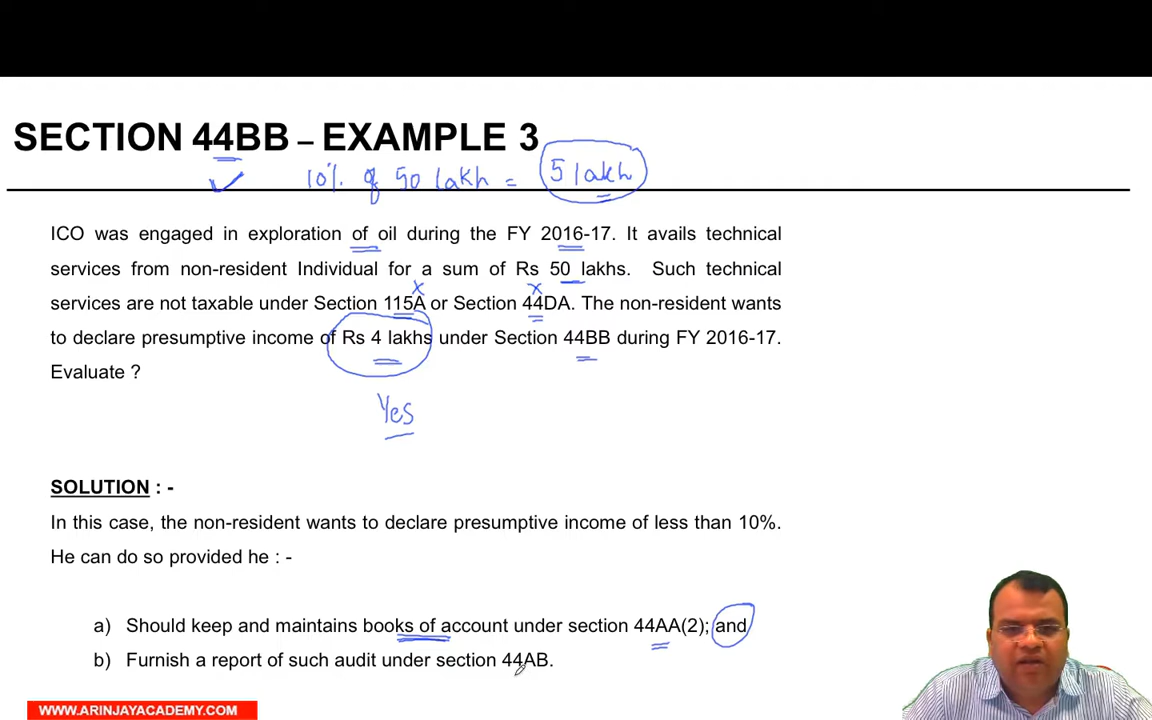 SECTION 44BB – EXAMPLE 3
10% of 50 lakh = 5 lakh
ICO was engaged in exploration of oil during the FY 2016-17. It avails technical
services from non-resident Individual for a sum of Rs 50 lakhs. Such technical
x x
services are not taxable under Section 115A or Section 44DA. The non-resident wants
to declare presumptive income of Rs 4 lakhs under Section 44BB during FY 2016-17.
Evaluate ?
Yes
SOLUTION : -
In this case, the non-resident wants to declare presumptive income of less than 10%.
He can do so provided he : -
a) Should keep and maintains books of account under section 44AA(2); and
b) Furnish a report of such audit under section 44AB.
WWW.ARINJAYACADEMY.COM